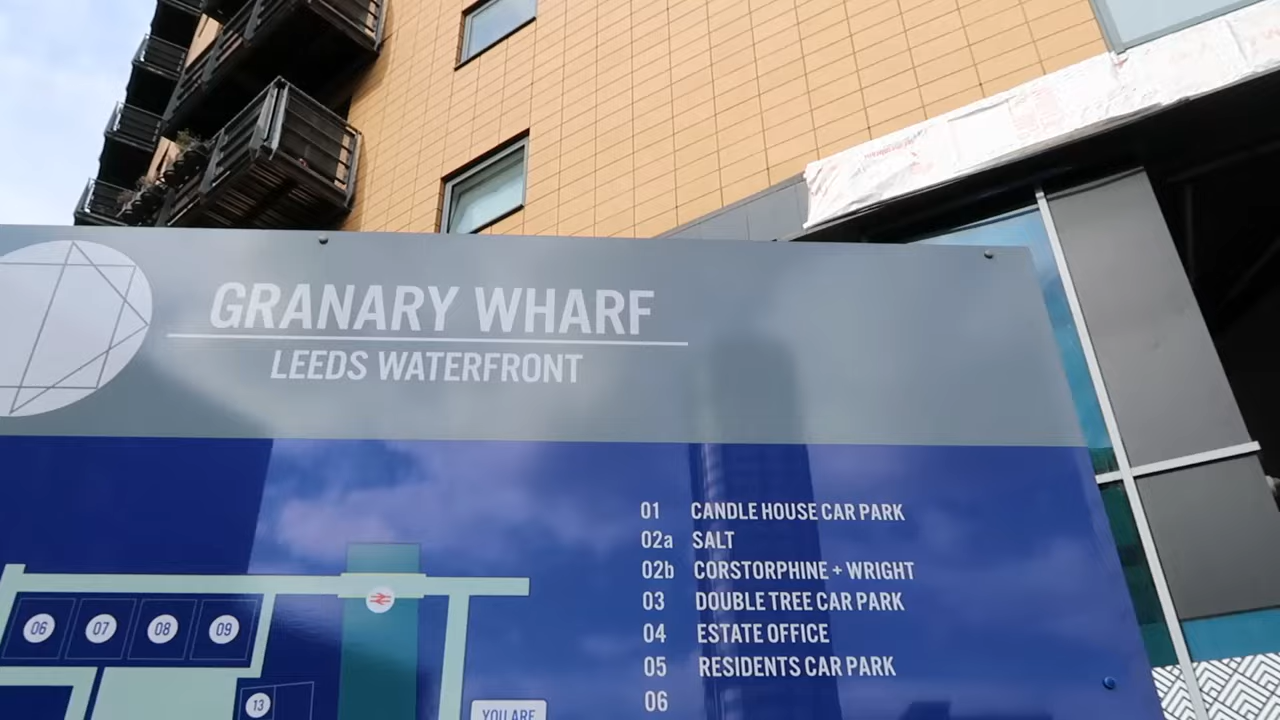 GRANARY WHARF
LEEDS WATERFRONT
01 CANDLE HOUSE CAR PARK
02a SALT
02b CORSTORPHINE + WRIGHT
03 DOUBLE TREE CAR PARK
04 ESTATE OFFICE
05 RESIDENTS CAR PARK
06
06 07 08 09
13
YOU ARE